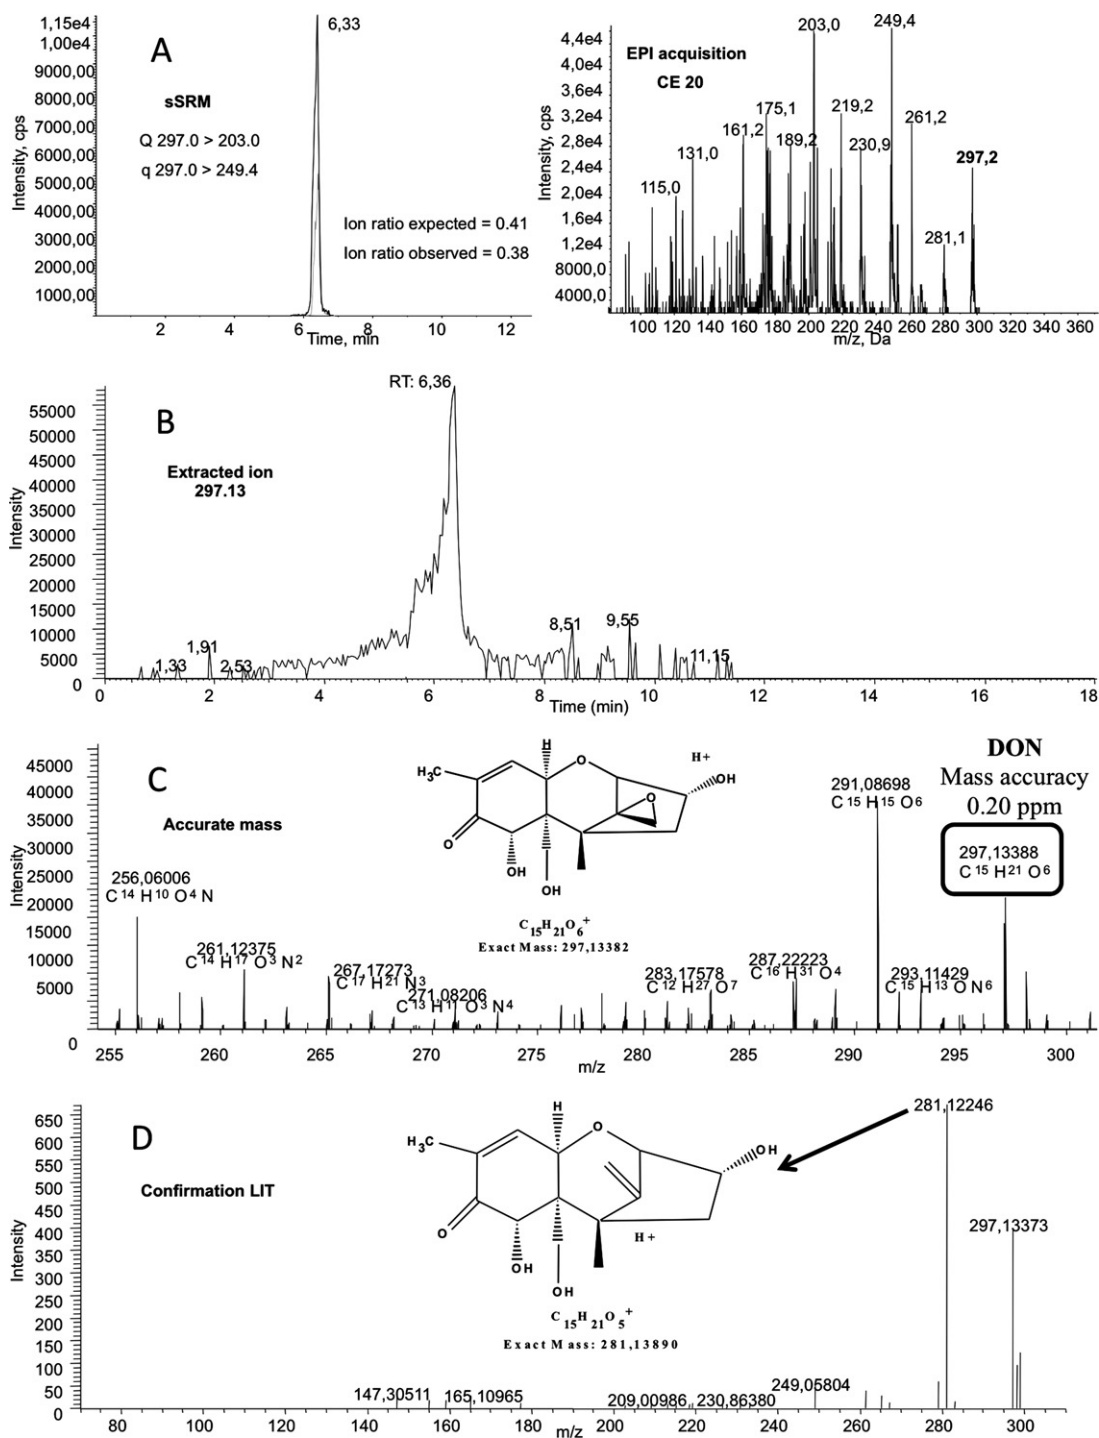 A
sSRM
Q 297.0 > 203.0
q 297.0 > 249.4
Ion ratio expected = 0.41
Ion ratio observed = 0.38
6,33
Intensity, cps
1,15e4
1,00e4
9000,00
8000,00
7000,00
6000,00
5000,00
4000,00
3000,00
2000,00
1000,00
2 4 6 8 10 12
Time, min
EPI acquisition
CE 20
Intensity, cps
4,4e4
4,0e4
3,6e4
3,2e4
2,8e4
2,4e4
2,0e4
1,6e4
1,2e4
8000,0
4000,0
115,0
131,0
161,2
175,1
189,2
203,0
219,2
230,9
249,4
261,2
281,1
297,2
100 120 140 160 180 200 220 240 260 280 300 320 340 360
m/z, Da
B
Extracted ion
297.13
RT: 6,36
Intensity
55000
50000
45000
40000
35000
30000
25000
20000
15000
10000
5000
0
1,33
1,91
2,53
8,51
9,55
11,15
0 2 4 6 8 10 12 14 16 18
Time (min)
C
Accurate mass
DON
Mass accuracy
0.20 ppm
297,13388
C 15 H 21 O 6
291,08698
C 15 H 15 O 6
Intensity
45000
40000
35000
30000
25000
20000
15000
10000
5000
0
256,06006
C 14 H 10 O 4 N
261,12375
C 14 H 17 O 3 N 2
267,17273
C 17 H 21 N 3
271,08206
C 13 H 11 O 3 N 4
283,17578
C 12 H 27 O 7
287,22223
C 16 H 31 O 4
293,11429
C 15 H 13 O N 6
H3C
H
O
O
H+
OH
O
OH
OH
C15H21O6+
Exact Mass: 297,13382
255 260 265 270 275 280 285 290 295 300
m/z
D
Confirmation LIT
Intensity
650
600
550
500
450
400
350
300
250
200
150
100
50
0
H3C
H
O
OH
O
H+
OH
OH
C15H21O5+
Exact Mass: 281,13890
281,12246
297,13373
147,30511
165,10965
209,00986
230,86380
249,05804
80 100 120 140 160 180 200 220 240 260 280 300
m/z